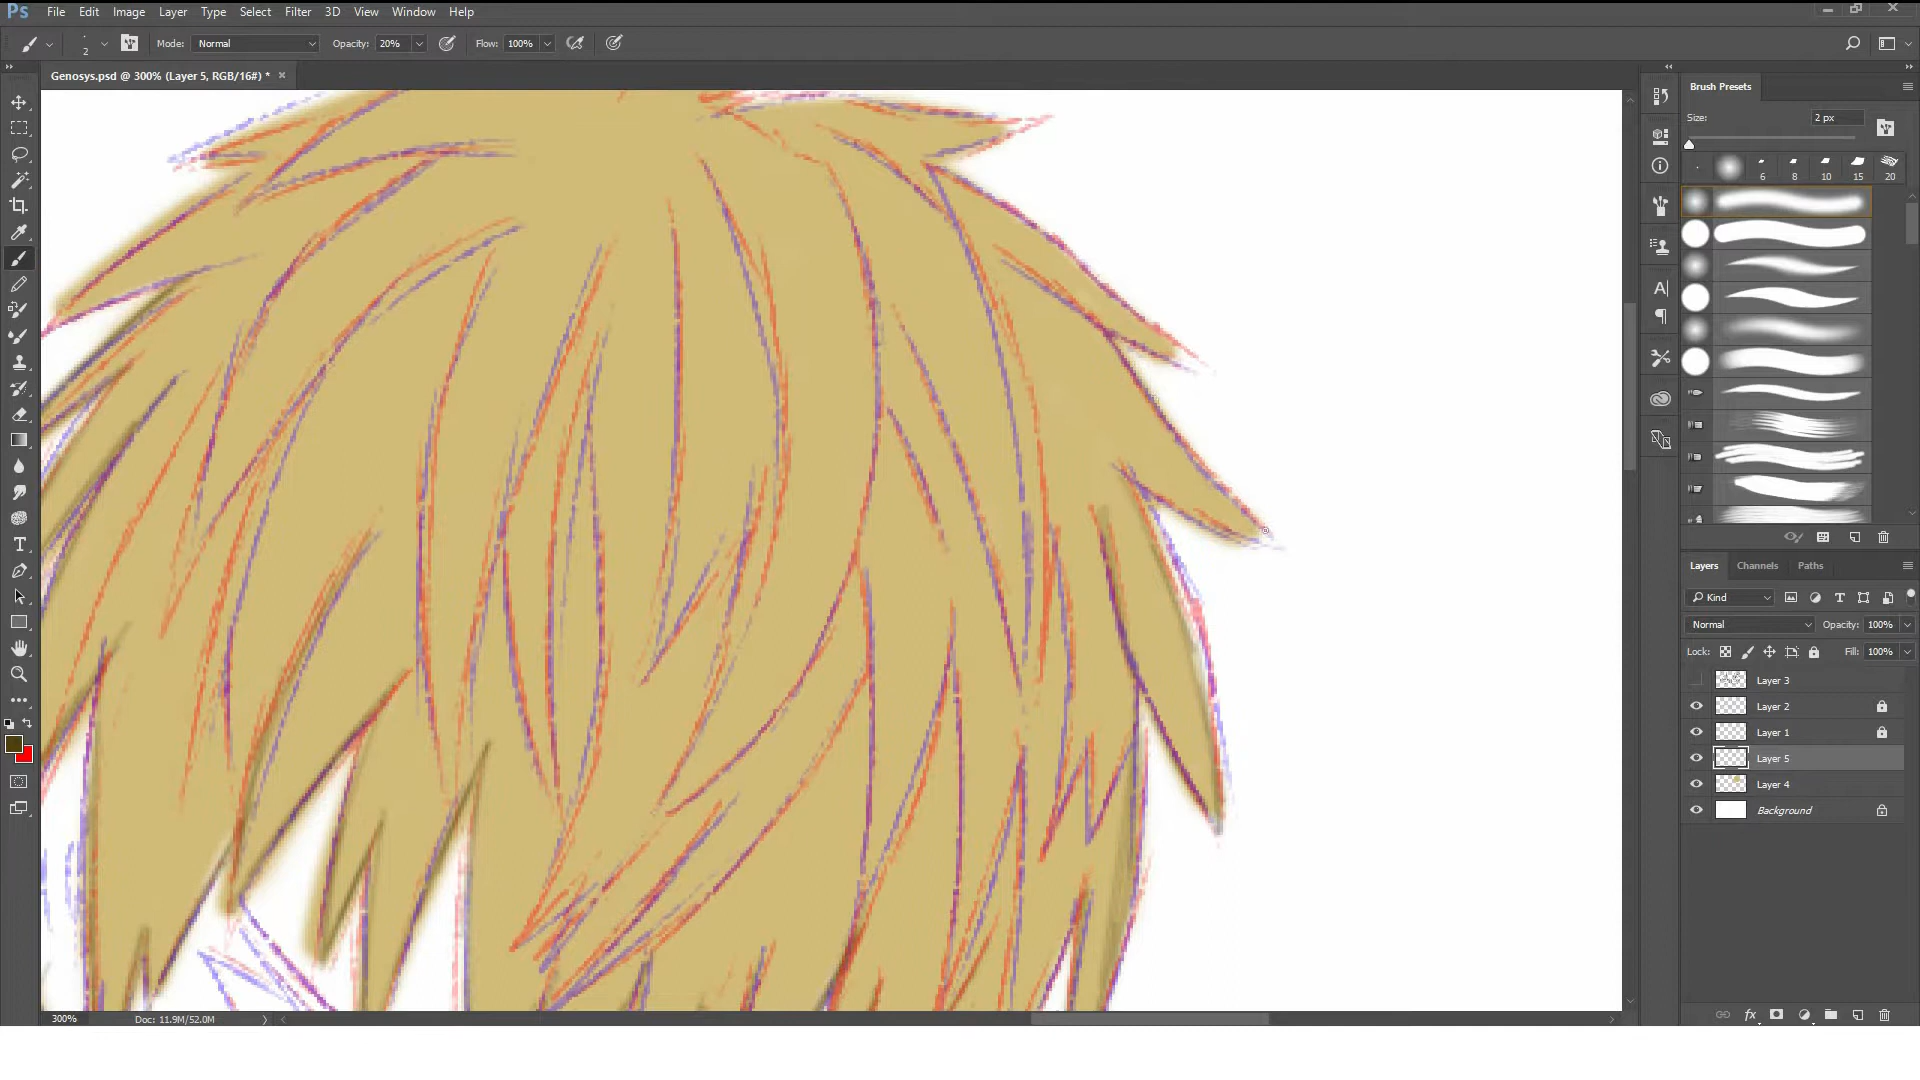 Ps File Edit Image Layer Type Select Filter 3D View Window Help
2 Mode: Normal Opacity: 20% Flow: 100%
Genosys.psd @ 300% (Layer 5, RGB/16#) * ×
Brush Presets
Size: 2 px
6 8 10 15 20
Layers Channels Paths
Kind
Normal Opacity: 100%
Lock: Fill: 100%
Layer 3
Layer 2
Layer 1
Layer 5
Layer 4
Background
fx
300% Doc: 11.9M/52.0M